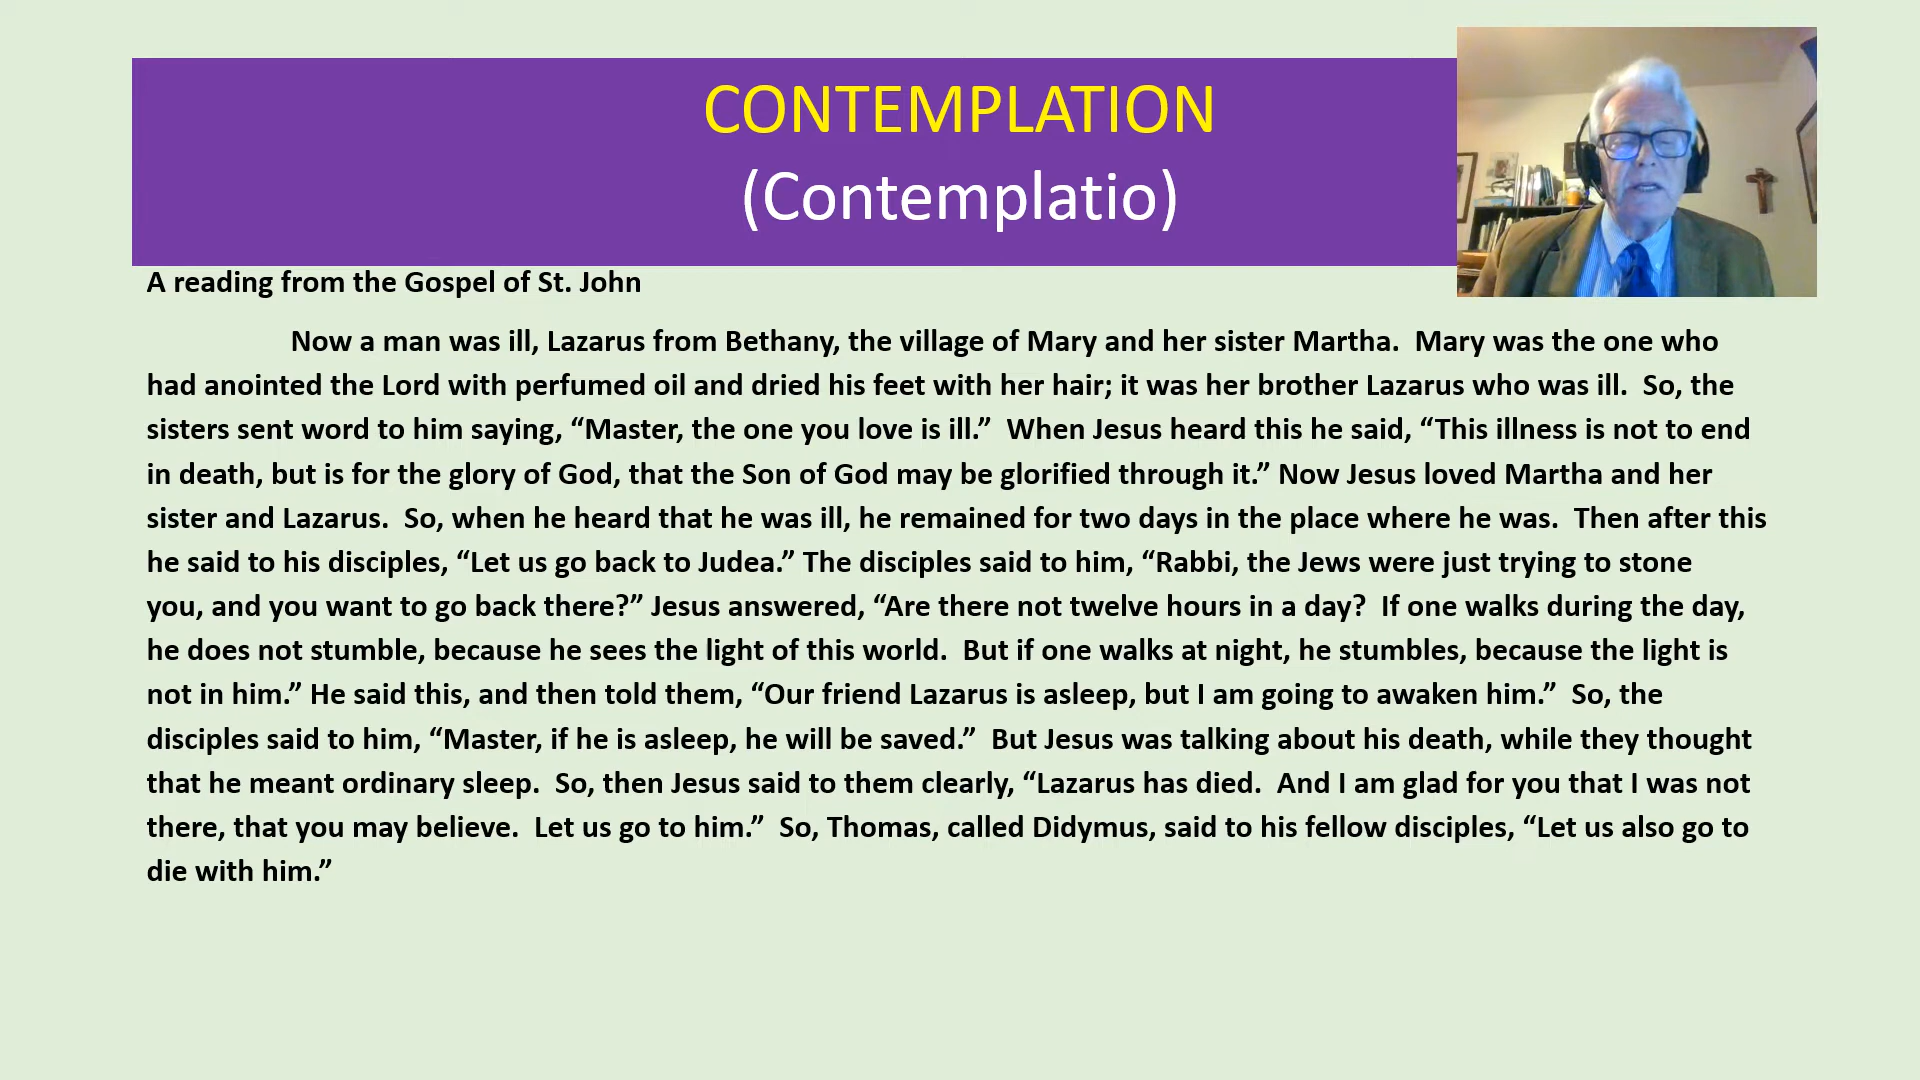 CONTEMPLATION
(Contemplatio)
A reading from the Gospel of St. John
Now a man was ill, Lazarus from Bethany, the village of Mary and her sister Martha.  Mary was the one who
had anointed the Lord with perfumed oil and dried his feet with her hair; it was her brother Lazarus who was ill.  So, the
sisters sent word to him saying, “Master, the one you love is ill.”  When Jesus heard this he said, “This illness is not to end
in death, but is for the glory of God, that the Son of God may be glorified through it.” Now Jesus loved Martha and her
sister and Lazarus.  So, when he heard that he was ill, he remained for two days in the place where he was.  Then after this
he said to his disciples, “Let us go back to Judea.” The disciples said to him, “Rabbi, the Jews were just trying to stone
you, and you want to go back there?” Jesus answered, “Are there not twelve hours in a day?  If one walks during the day,
he does not stumble, because he sees the light of this world.  But if one walks at night, he stumbles, because the light is
not in him.” He said this, and then told them, “Our friend Lazarus is asleep, but I am going to awaken him.”  So, the
disciples said to him, “Master, if he is asleep, he will be saved.”  But Jesus was talking about his death, while they thought
that he meant ordinary sleep.  So, then Jesus said to them clearly, “Lazarus has died.  And I am glad for you that I was not
there, that you may believe.  Let us go to him.”  So, Thomas, called Didymus, said to his fellow disciples, “Let us also go to
die with him.”